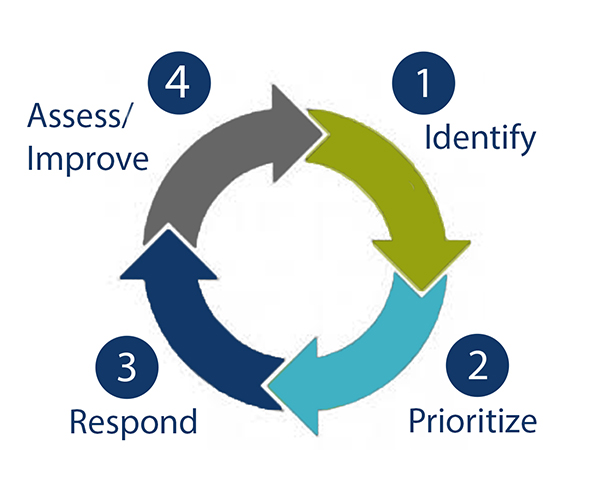 1
Identify
2
Prioritize
3
Respond
4
Assess/
Improve